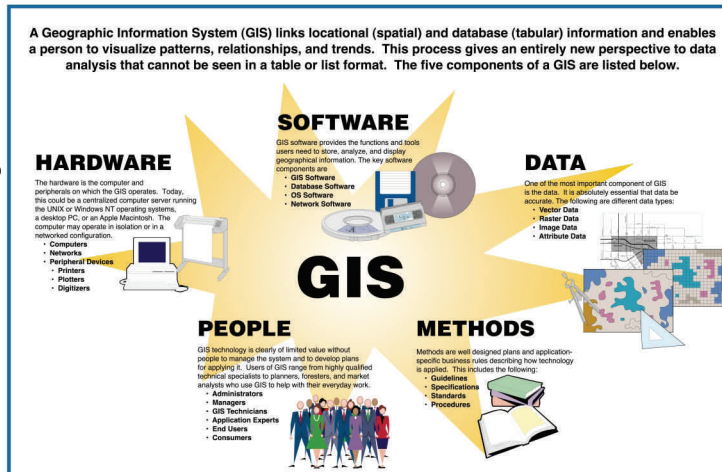 A Geographic Information System (GIS) links locational (spatial) and database (tabular) information and enables
a person to visualize patterns, relationships, and trends. This process gives an entirely new perspective to data
analysis that cannot be seen in a table or list format. The five components of a GIS are listed below.
SOFTWARE
GIS software provides the functions and tools
users need to store, analyze, and display
geographical information. The key software
components are
• GIS Software
• Database Software
• OS Software
• Network Software
HARDWARE
The hardware is the computer and
peripherals on which the GIS operates. Today,
this could be a centralized computer server running
the UNIX or Windows NT operating systems,
a desktop PC, or an Apple Macintosh. The
computer may operate in isolation or in a
networked configuration.
• Computers
• Networks
• Peripheral Devices
• Printers
• Plotters
• Digitizers
DATA
One of the most important component of GIS
is the data. It is absolutely essential that data be
accurate. The following are different data types:
• Vector Data
• Raster Data
• Image Data
• Attribute Data
GIS
PEOPLE
GIS technology is clearly of limited value without
people to manage the system and to develop plans
for applying it. Users of GIS range from highly qualified
technical specialists to planners, foresters, and market
analysts who use GIS to help with their everyday work.
• Administrators
• Managers
• GIS Technicians
• Application Experts
• End Users
• Consumers
METHODS
Methods are well designed plans and application-
specific business rules describing how technology
is applied. This includes the following:
• Guidelines
• Specifications
• Standards
• Procedures